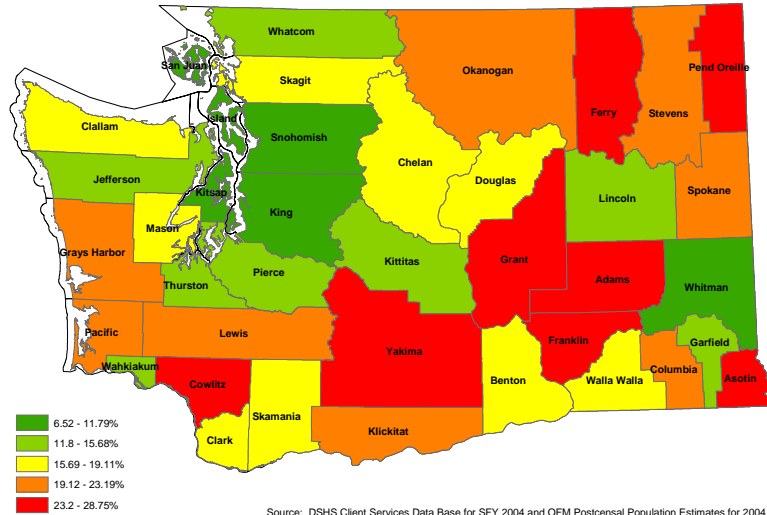 Whatcom
San Juan
Skagit
Okanogan
Pend Oreille
Ferry
Stevens
Island
Clallam
Snohomish
Chelan
Douglas
Jefferson
Kitsap
King
Lincoln
Spokane
Mason
Grays Harbor
Kittitas
Grant
Adams
Whitman
Thurston
Pierce
Pacific
Lewis
Yakima
Franklin
Garfield
Wahkiakum
Cowlitz
Benton
Walla Walla
Columbia
Asotin
Skamania
Clark
Klickitat
6.52 - 11.79%
11.8 - 15.68%
15.69 - 19.11%
19.12 - 23.19%
23.2 - 28.75%
Source: DSHS Client Services Data Base for SFY 2004 and OFM Postcensal Population Estimates for 2004